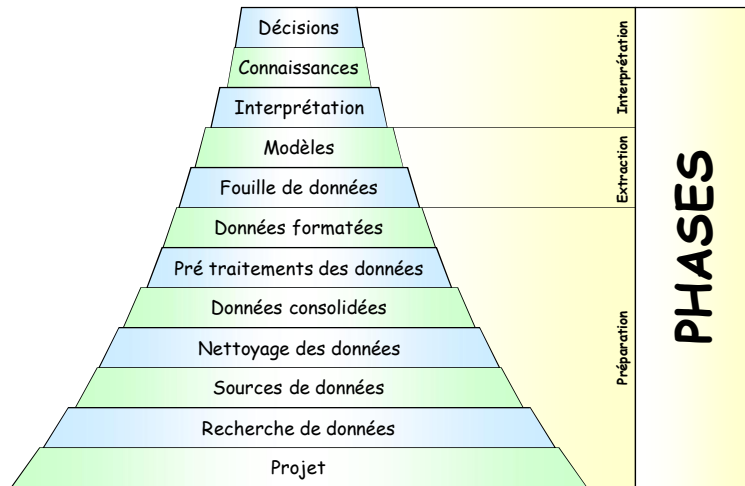 Décisions
Connaissances
Interprétation
Modèles
Fouille de données
Données formatées
Pré traitements des données
Données consolidées
Nettoyage des données
Sources de données
Recherche de données
Projet
Interprétation
Extraction
Préparation
PHASES